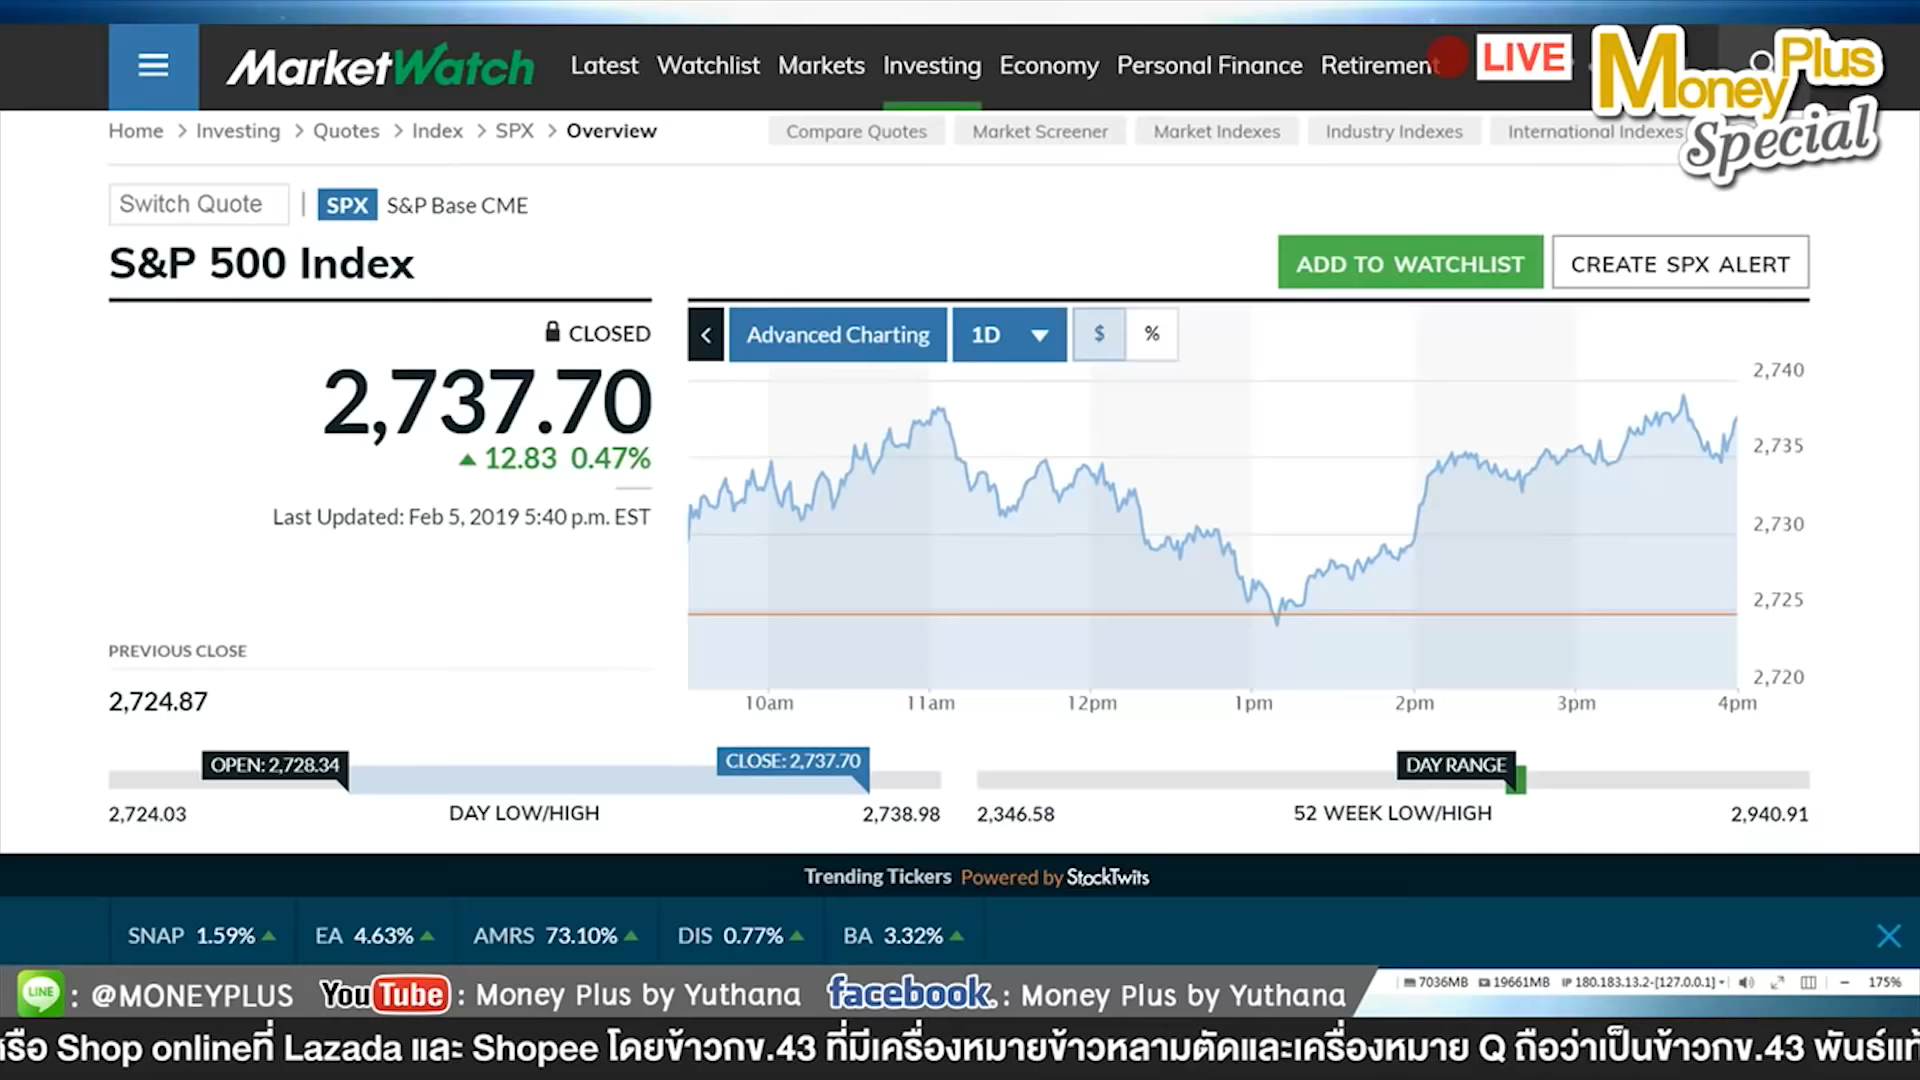 MarketWatch Latest Watchlist Markets Investing Economy Personal Finance Retirement LIVE
Money Plus Special
Home > Investing > Quotes > Index > SPX > Overview
Compare Quotes Market Screener Market Indexes Industry Indexes International Indexes
Switch Quote | SPX S&P Base CME
S&P 500 Index
ADD TO WATCHLIST CREATE SPX ALERT
CLOSED
2,737.70
12.83 0.47%
Last Updated: Feb 5, 2019 5:40 p.m. EST
PREVIOUS CLOSE
2,724.87
Advanced Charting 1D $ %
2,740
2,735
2,730
2,725
2,720
10am 11am 12pm 1pm 2pm 3pm 4pm
OPEN: 2,728.34 CLOSE: 2,737.70
2,724.03 DAY LOW/HIGH 2,738.98
DAY RANGE
2,346.58 52 WEEK LOW/HIGH 2,940.91
Trending Tickers Powered by StockTwits
SNAP 1.59% EA 4.63% AMRS 73.10% DIS 0.77% BA 3.32%
LINE : @MONEYPLUS YouTube : Money Plus by Yuthana facebook. : Money Plus by Yuthana
7036MB 19661MB IP 180.183.13.2-[127.0.0.1] 175%
หรือ Shop onlineที่ Lazada และ Shopee โดยข้าวกข.43 ที่มีเครื่องหมายข้าวหลามตัดและเครื่องหมาย Q ถือว่าเป็นข้าวกข.43 พันธ์แท้